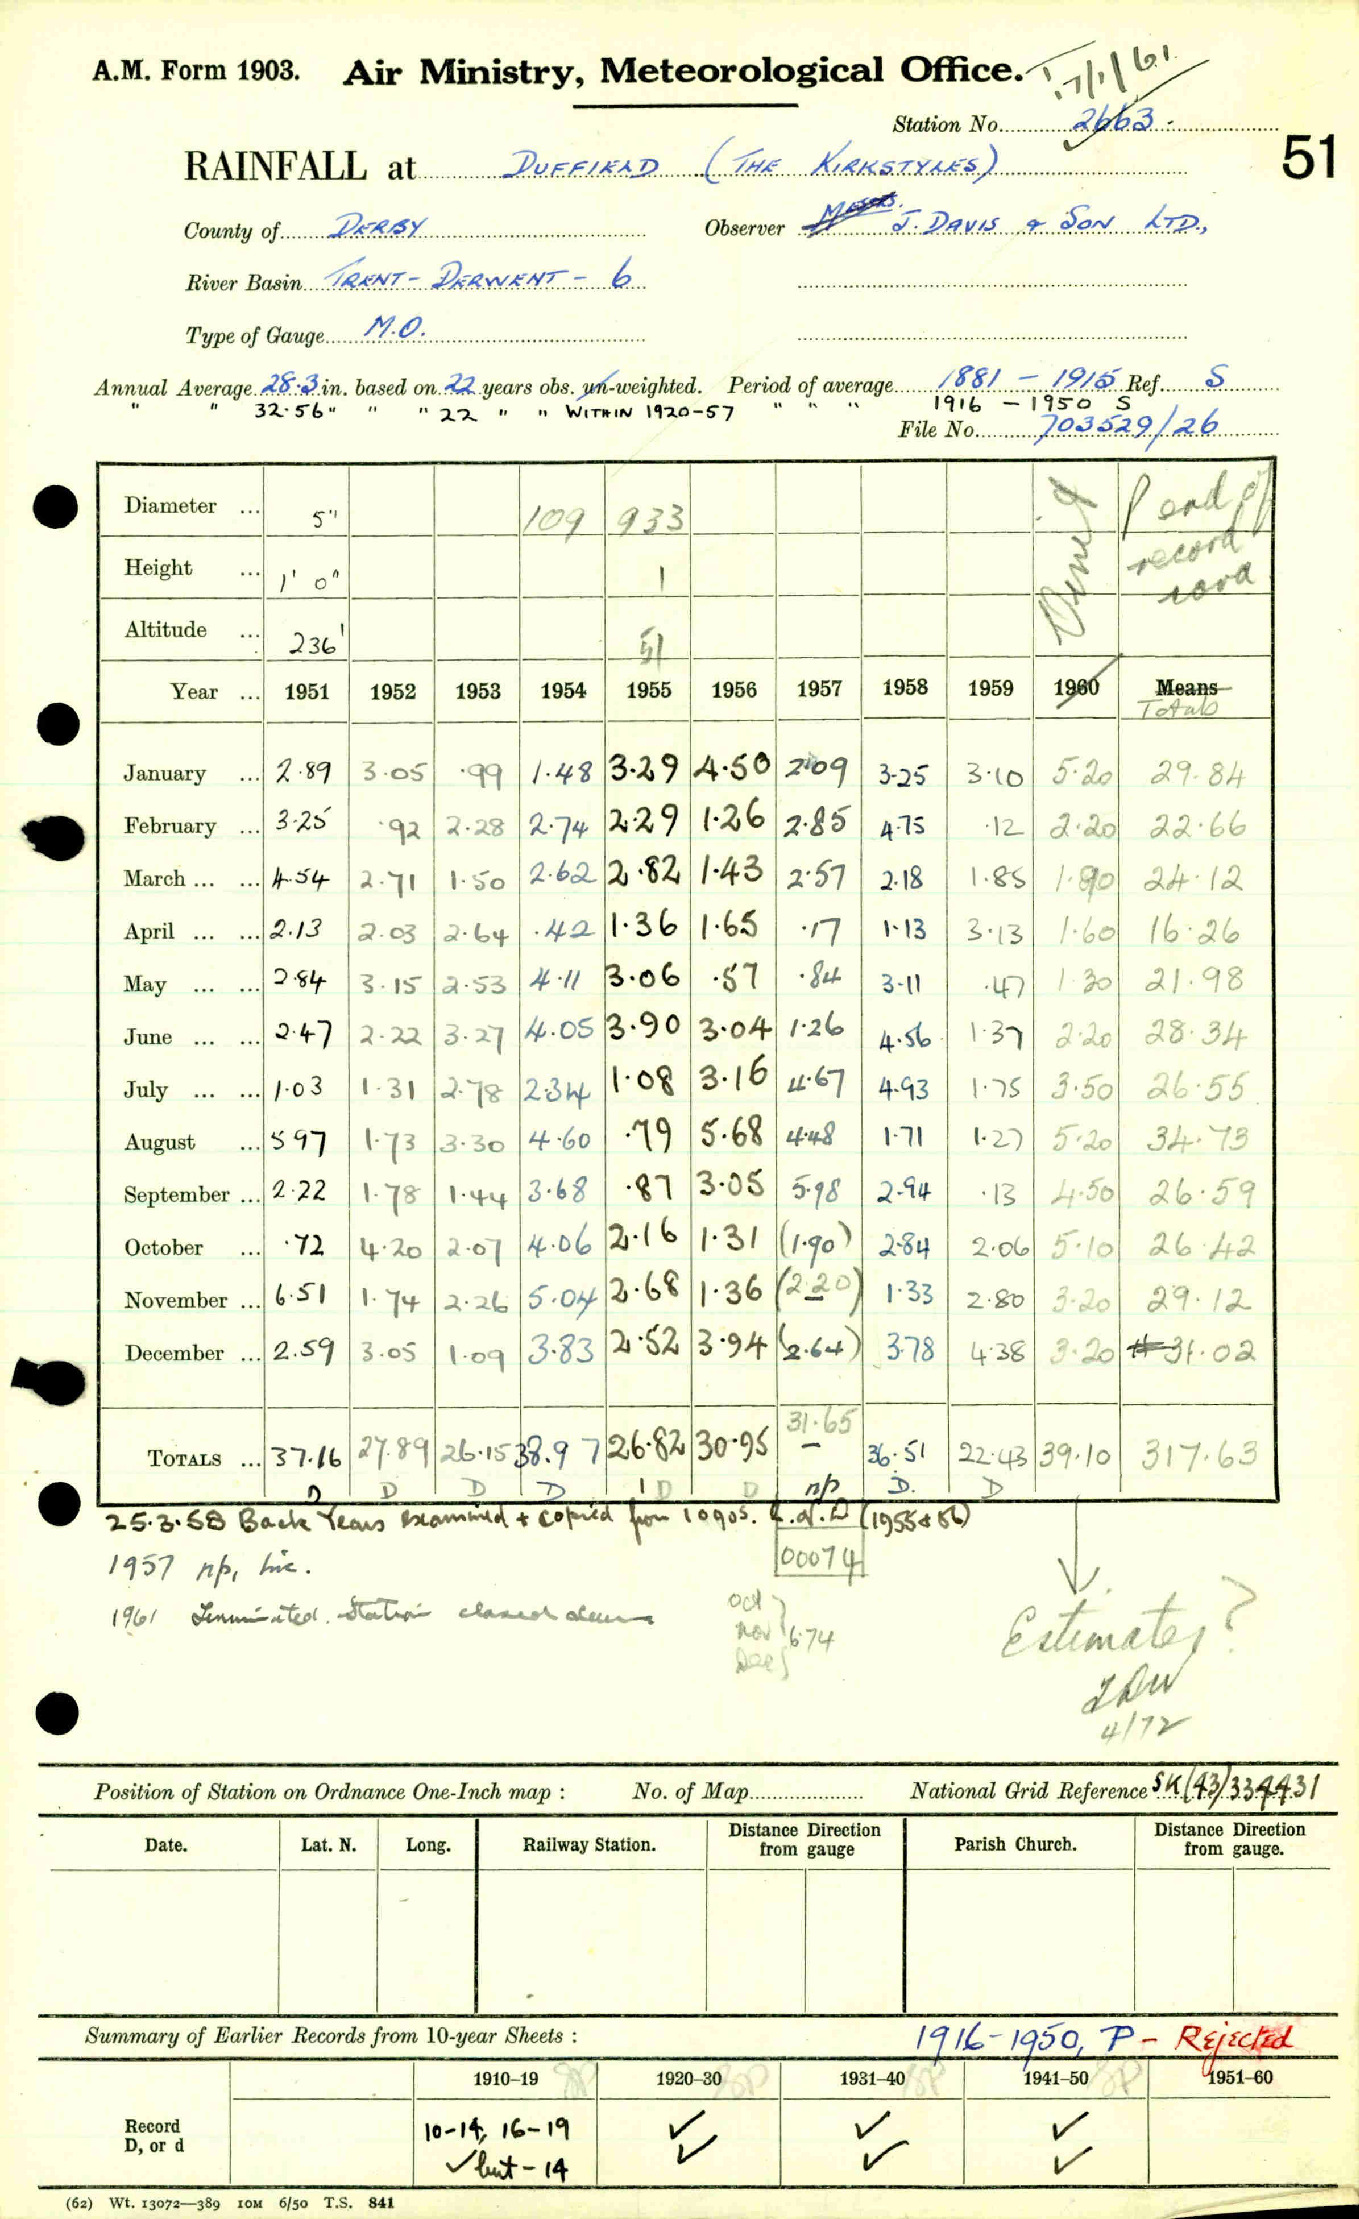 A.M. Form 1903. Air Ministry, Meteorological Office. 17/1/61.
Station No. 2663.
51
RAINFALL at DUFFIELD (THE KIRKSTYLES)
County of DERBY Observer Messrs. J. DAVIS & SON LTD.,
River Basin TRENT - DERWENT - 6
Type of Gauge M.O.
Annual Average 28.3 in. based on 22 years obs. un-weighted. Period of average 1881 - 1915 Ref. S
" " 32.56 " " " 22 " " WITHIN 1920-57 " " " 1916 - 1950 S
File No. 703529/26
Diameter ... 5" 109 933
Height ... 1' 0" 1
Altitude ... 236' 51
P end of record card
Year ... 1951 1952 1953 1954 1955 1956 1957 1958 1959 1960 Means
Totals
January ... 2.89 3.05 .99 1.48 3.29 4.50 2.09 3.25 3.10 5.20 29.84
February ... 3.25 .92 2.28 2.74 2.29 1.26 2.85 4.75 .12 2.20 22.66
March ... ... 4.54 2.71 1.50 2.62 2.82 1.43 2.57 2.18 1.85 1.90 24.12
April ... ... 2.13 2.03 2.64 .42 1.36 1.65 .17 1.13 3.13 1.60 16.26
May ... ... 2.84 3.15 2.53 4.11 3.06 .57 .84 3.11 .47 1.30 21.98
June ... ... 2.47 2.22 3.27 4.05 3.90 3.04 1.26 4.56 1.37 2.20 28.34
July ... ... 1.03 1.31 2.78 2.34 1.08 3.16 4.67 4.93 1.75 3.50 26.55
August ... 5.97 1.73 3.30 4.60 .79 5.68 4.48 1.71 1.27 5.20 34.73
September ... 2.22 1.78 1.44 3.68 .87 3.05 5.98 2.94 .13 4.50 26.59
October ... .72 4.20 2.07 4.06 2.16 1.31 (1.90) 2.84 2.06 5.10 26.42
November ... 6.51 1.74 2.26 5.04 2.68 1.36 (2.20) 1.33 2.80 3.20 29.12
December ... 2.59 3.05 1.09 3.83 2.52 3.94 (2.64) 3.78 4.38 3.20 31.02
31.65
TOTALS ... 37.16 27.89 26.15 38.97 26.82 30.95 — 36.51 22.43 39.10 317.63
D D D D D D np D. D
25.3.58 Back Years examined & copied from 1090s. (1955 & 56)
1957 np, inc. 00074
1961 Terminated. Station closed down
Oct
Nov 6.74
Dec
Estimates?
4/72
Position of Station on Ordnance One-Inch map : No. of Map National Grid Reference SK(43)334431
Date. Lat. N. Long. Railway Station. Distance from Direction gauge Parish Church. Distance from Direction gauge.
Summary of Earlier Records from 10-year Sheets : 1916-1950, P - Rejected
1910–19 1920–30 1931–40 1941–50 1951–60
Record 10-14, 16-19 ✓ ✓ ✓
D, or d ✓ but - 14 ✓ ✓ ✓
(62) Wt. 13072—389 10M 6/50 T.S. 841